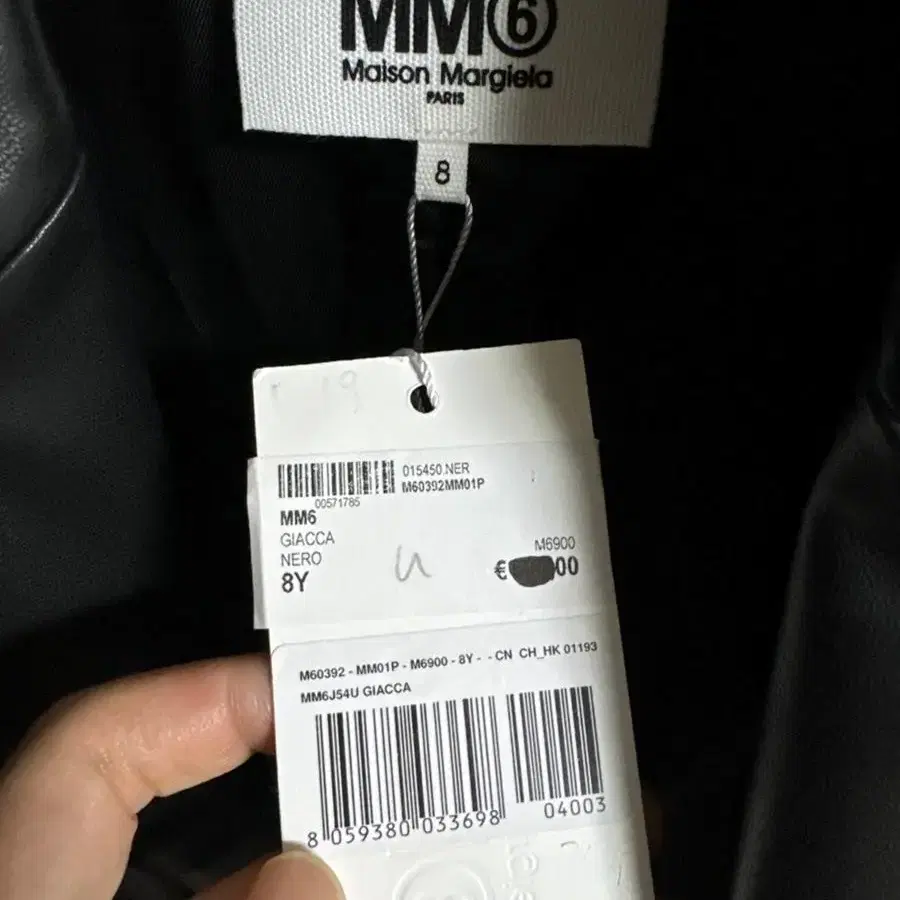 MM6
Maison Margiela
PARIS
8
19
015450.NER
M60392MM01P
00571785
MM6
GIACCA
NERO
8Y
u
M6900
€ 00
M60392 - MM01P - M6900 - 8Y - - CN CH_HK 01193
MM6J54U GIACCA
8 059380 033698
04003